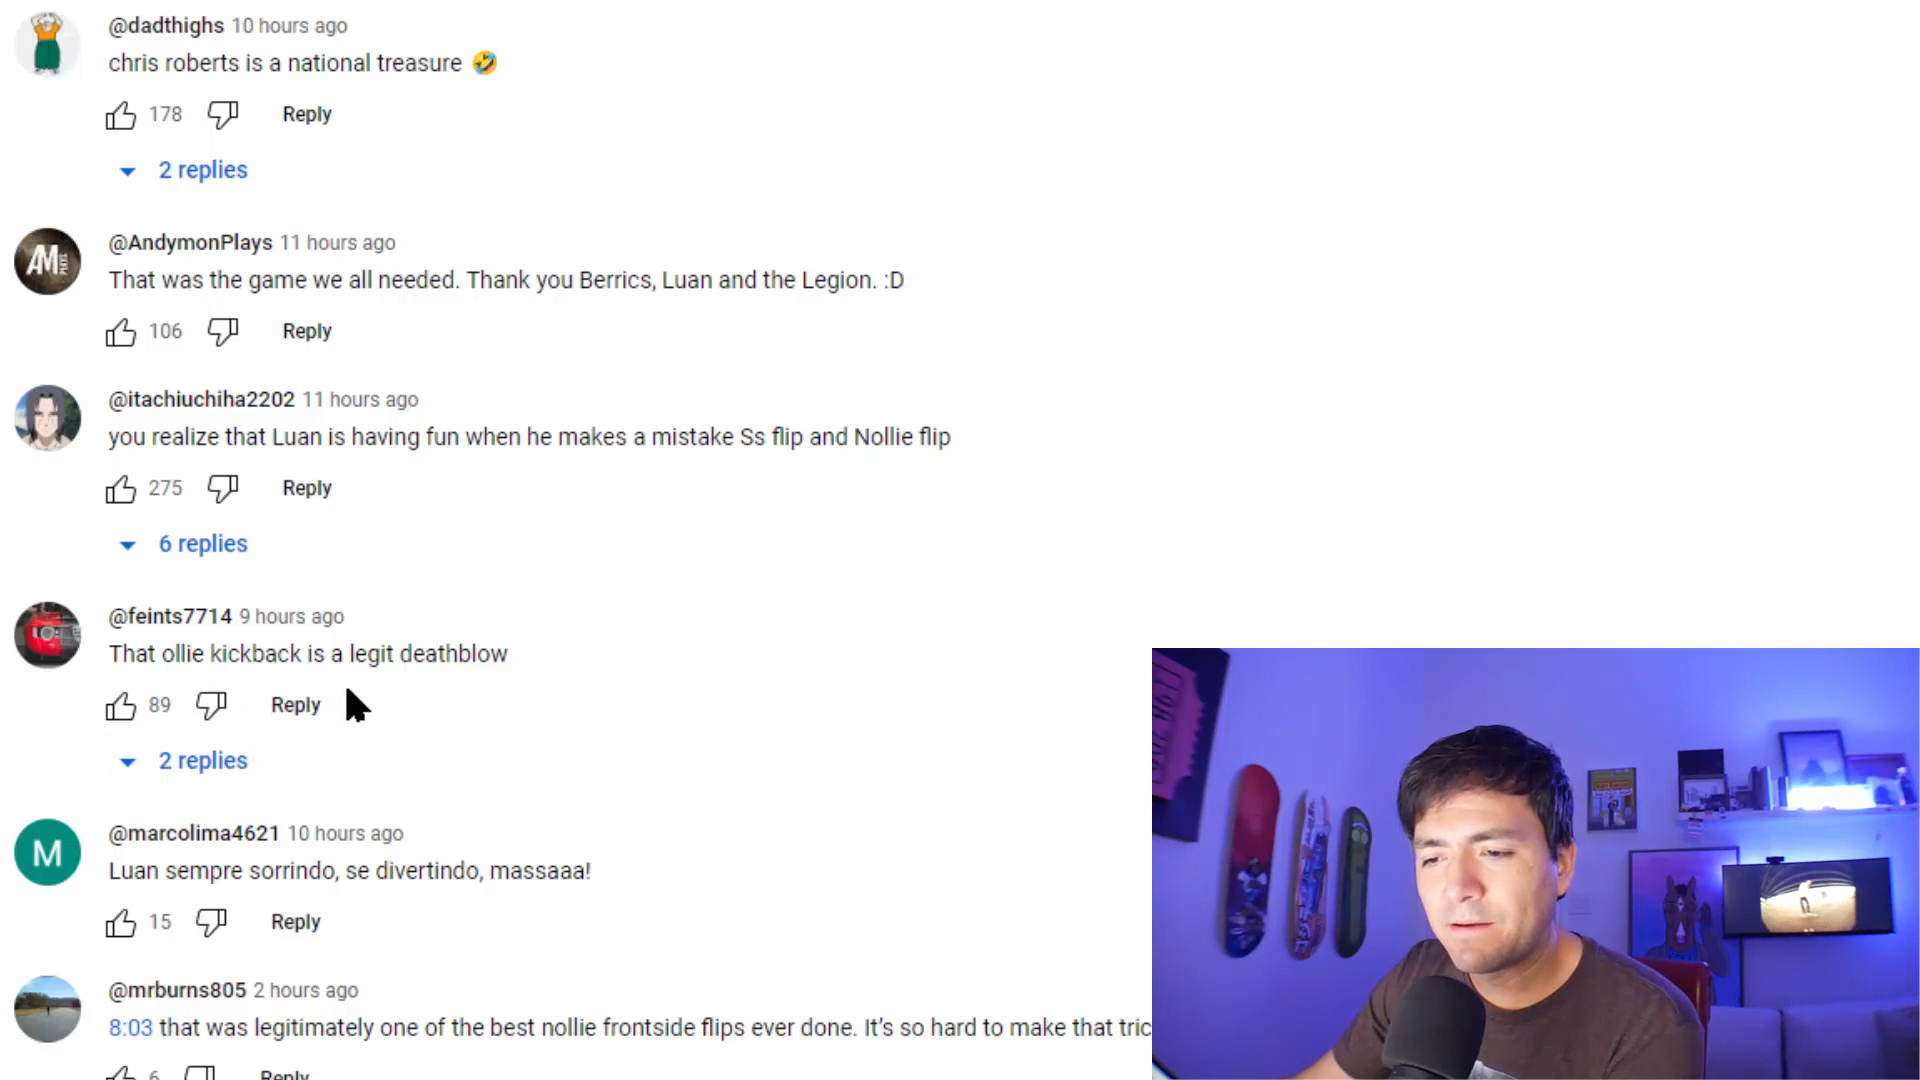 @dadthighs 10 hours ago
chris roberts is a national treasure 🤣
178 Reply
2 replies
@AndymonPlays 11 hours ago
That was the game we all needed. Thank you Berrics, Luan and the Legion. :D
106 Reply
@itachiuchiha2202 11 hours ago
you realize that Luan is having fun when he makes a mistake Ss flip and Nollie flip
275 Reply
6 replies
@feints7714 9 hours ago
That ollie kickback is a legit deathblow
89 Reply
2 replies
M
@marcolima4621 10 hours ago
Luan sempre sorrindo, se divertindo, massaaa!
15 Reply
@mrburns805 2 hours ago
8:03 that was legitimately one of the best nollie frontside flips ever done. It's so hard to make that tric
6 Reply